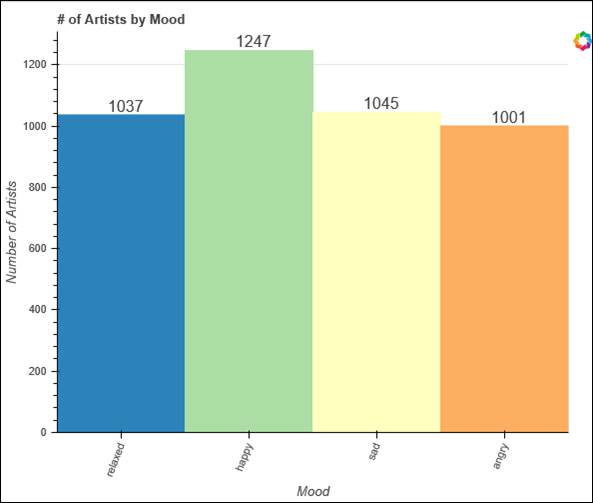 # of Artists by Mood
1247
1200
1037
1045
1001
1000
800
600
400
200
0
Number of Artists
relaxed
happy
sad
angry
Mood